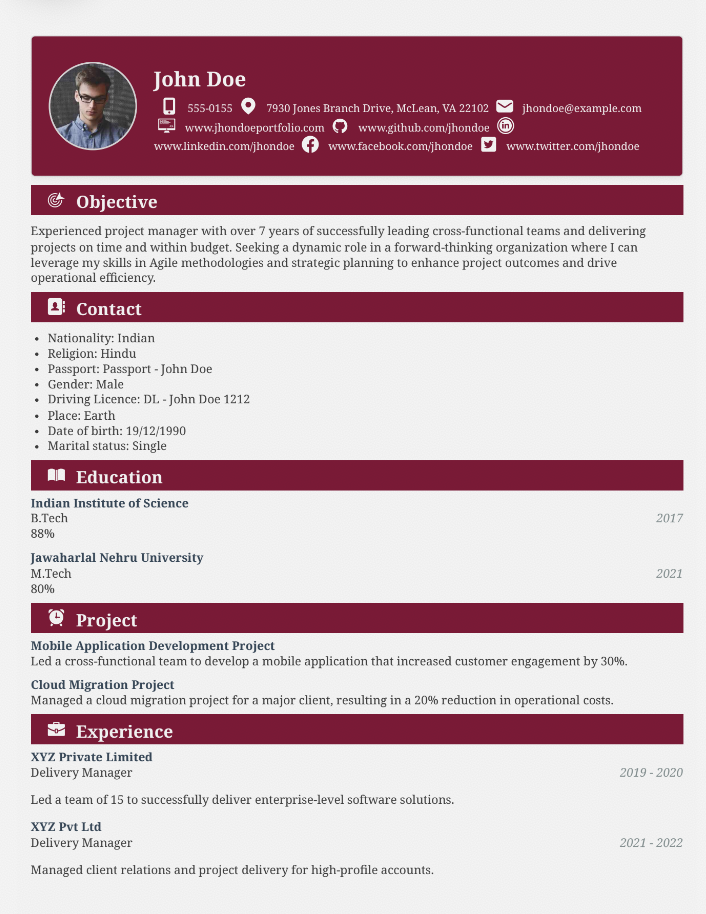 John Doe
555-0155 7930 Jones Branch Drive, McLean, VA 22102 jhondoe@example.com
www.jhondoeportfolio.com www.github.com/jhondoe
www.linkedin.com/jhondoe www.facebook.com/jhondoe www.twitter.com/jhondoe
Objective
Experienced project manager with over 7 years of successfully leading cross-functional teams and delivering
projects on time and within budget. Seeking a dynamic role in a forward-thinking organization where I can
leverage my skills in Agile methodologies and strategic planning to enhance project outcomes and drive
operational efficiency.
Contact
• Nationality: Indian
• Religion: Hindu
• Passport: Passport - John Doe
• Gender: Male
• Driving Licence: DL - John Doe 1212
• Place: Earth
• Date of birth: 19/12/1990
• Marital status: Single
Education
Indian Institute of Science
B.Tech 2017
88%
Jawaharlal Nehru University
M.Tech 2021
80%
Project
Mobile Application Development Project
Led a cross-functional team to develop a mobile application that increased customer engagement by 30%.
Cloud Migration Project
Managed a cloud migration project for a major client, resulting in a 20% reduction in operational costs.
Experience
XYZ Private Limited
Delivery Manager 2019 - 2020
Led a team of 15 to successfully deliver enterprise-level software solutions.
XYZ Pvt Ltd
Delivery Manager 2021 - 2022
Managed client relations and project delivery for high-profile accounts.